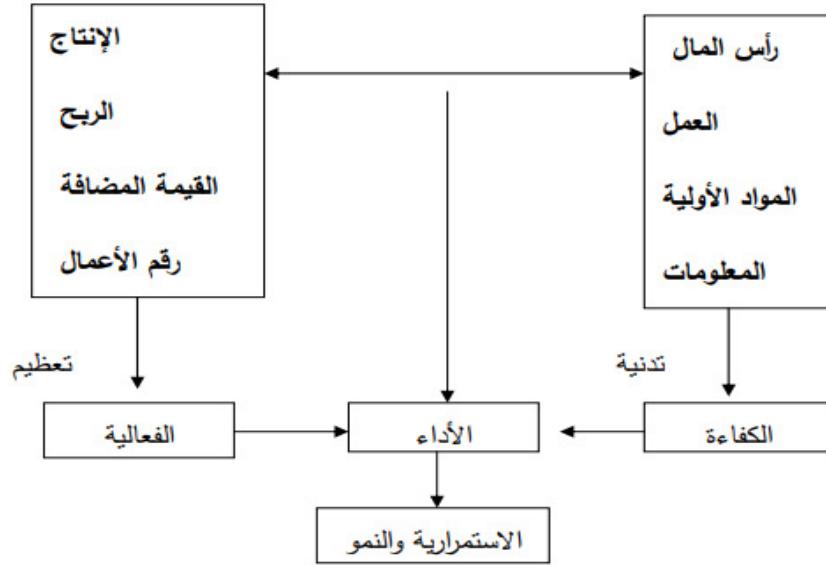 رأس المال
العمل
المواد الأولية
المعلومات
الإنتاج
الربح
القيمة المضافة
رقم الأعمال
تدنية
تعظيم
الكفاءة
الأداء
الفعالية
الاستمرارية والنمو